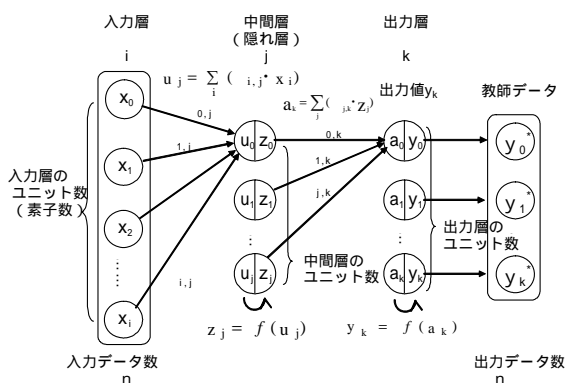 入力層
i
中間層
(隠れ層)
j
出力層
k
u j = Σ i ( i,j・ x i)
a k = Σ j ( j,k・z j)
出力値yk
教師データ
x0
x1
x2
……
xi
0,j
1,j
i,j
入力層の
ユニット数
(素子数)
u0 z0
u1 z1
:
uj zj
0,k
1,k
j,k
中間層の
ユニット数
a0 y0
a1 y1
:
ak yk
出力層の
ユニット数
y0*
y1*
yk*
z j = f (u j)
y k = f (a k)
入力データ数
n
出力データ数
n